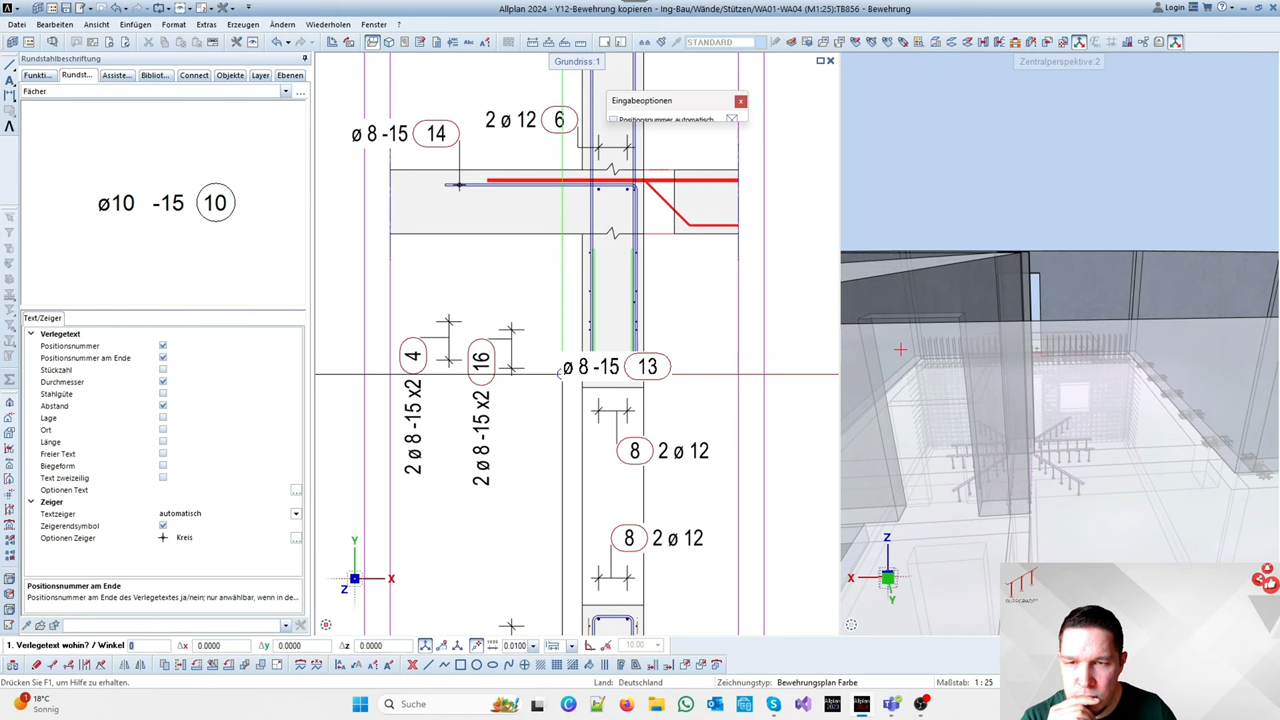 Allplan 2024 - Y12-Bewehrung kopieren - Ing-Bau/Wände/Stützen/WA01-WA04 (M1:25):TB856 - Bewehrung
Login
Datei Bearbeiten Ansicht Einfügen Format Extras Erzeugen Ändern Wiederholen Fenster ?
STANDARD
Rundstahlbeschriftung
Funkti... Rundst... Assiste... Bibliot... Connect Objekte Layer Ebenen
Fächer
ø10 -15 10
Text/Zeiger
Verlegetext
Positionsnummer
Positionsnummer am Ende
Stückzahl
Durchmesser
Stahlgüte
Abstand
Lage
Ort
Länge
Freier Text
Biegeform
Text zweizeilig
Optionen Text
Zeiger
Textzeiger automatisch
Zeigerendsymbol
Optionen Zeiger Kreis
Positionsnummer am Ende
Positionsnummer am Ende des Verlegetextes ja/nein; nur anwählbar, wenn in de...
Grundriss:1
Eingabeoptionen
Positionsnummer automatisch
2 ø 12 6
ø 8 -15 14
2 ø 8 -15 x2 4
2 ø 8 -15 x2 16
ø 8 -15 13
8 2 ø 12
8 2 ø 12
Y
X
Z
Zentralperspektive:2
Z
X
Y
1. Verlegetext wohin? / Winkel 0 Δx 0.0000 Δy 0.0000 Δz 0.0000 0.0100 10.00
Drücken Sie F1, um Hilfe zu erhalten. Land: Deutschland Zeichnungstyp: Bewehrungsplan Farbe Maßstab: 1 : 25
18°C
Sonnig
Suche